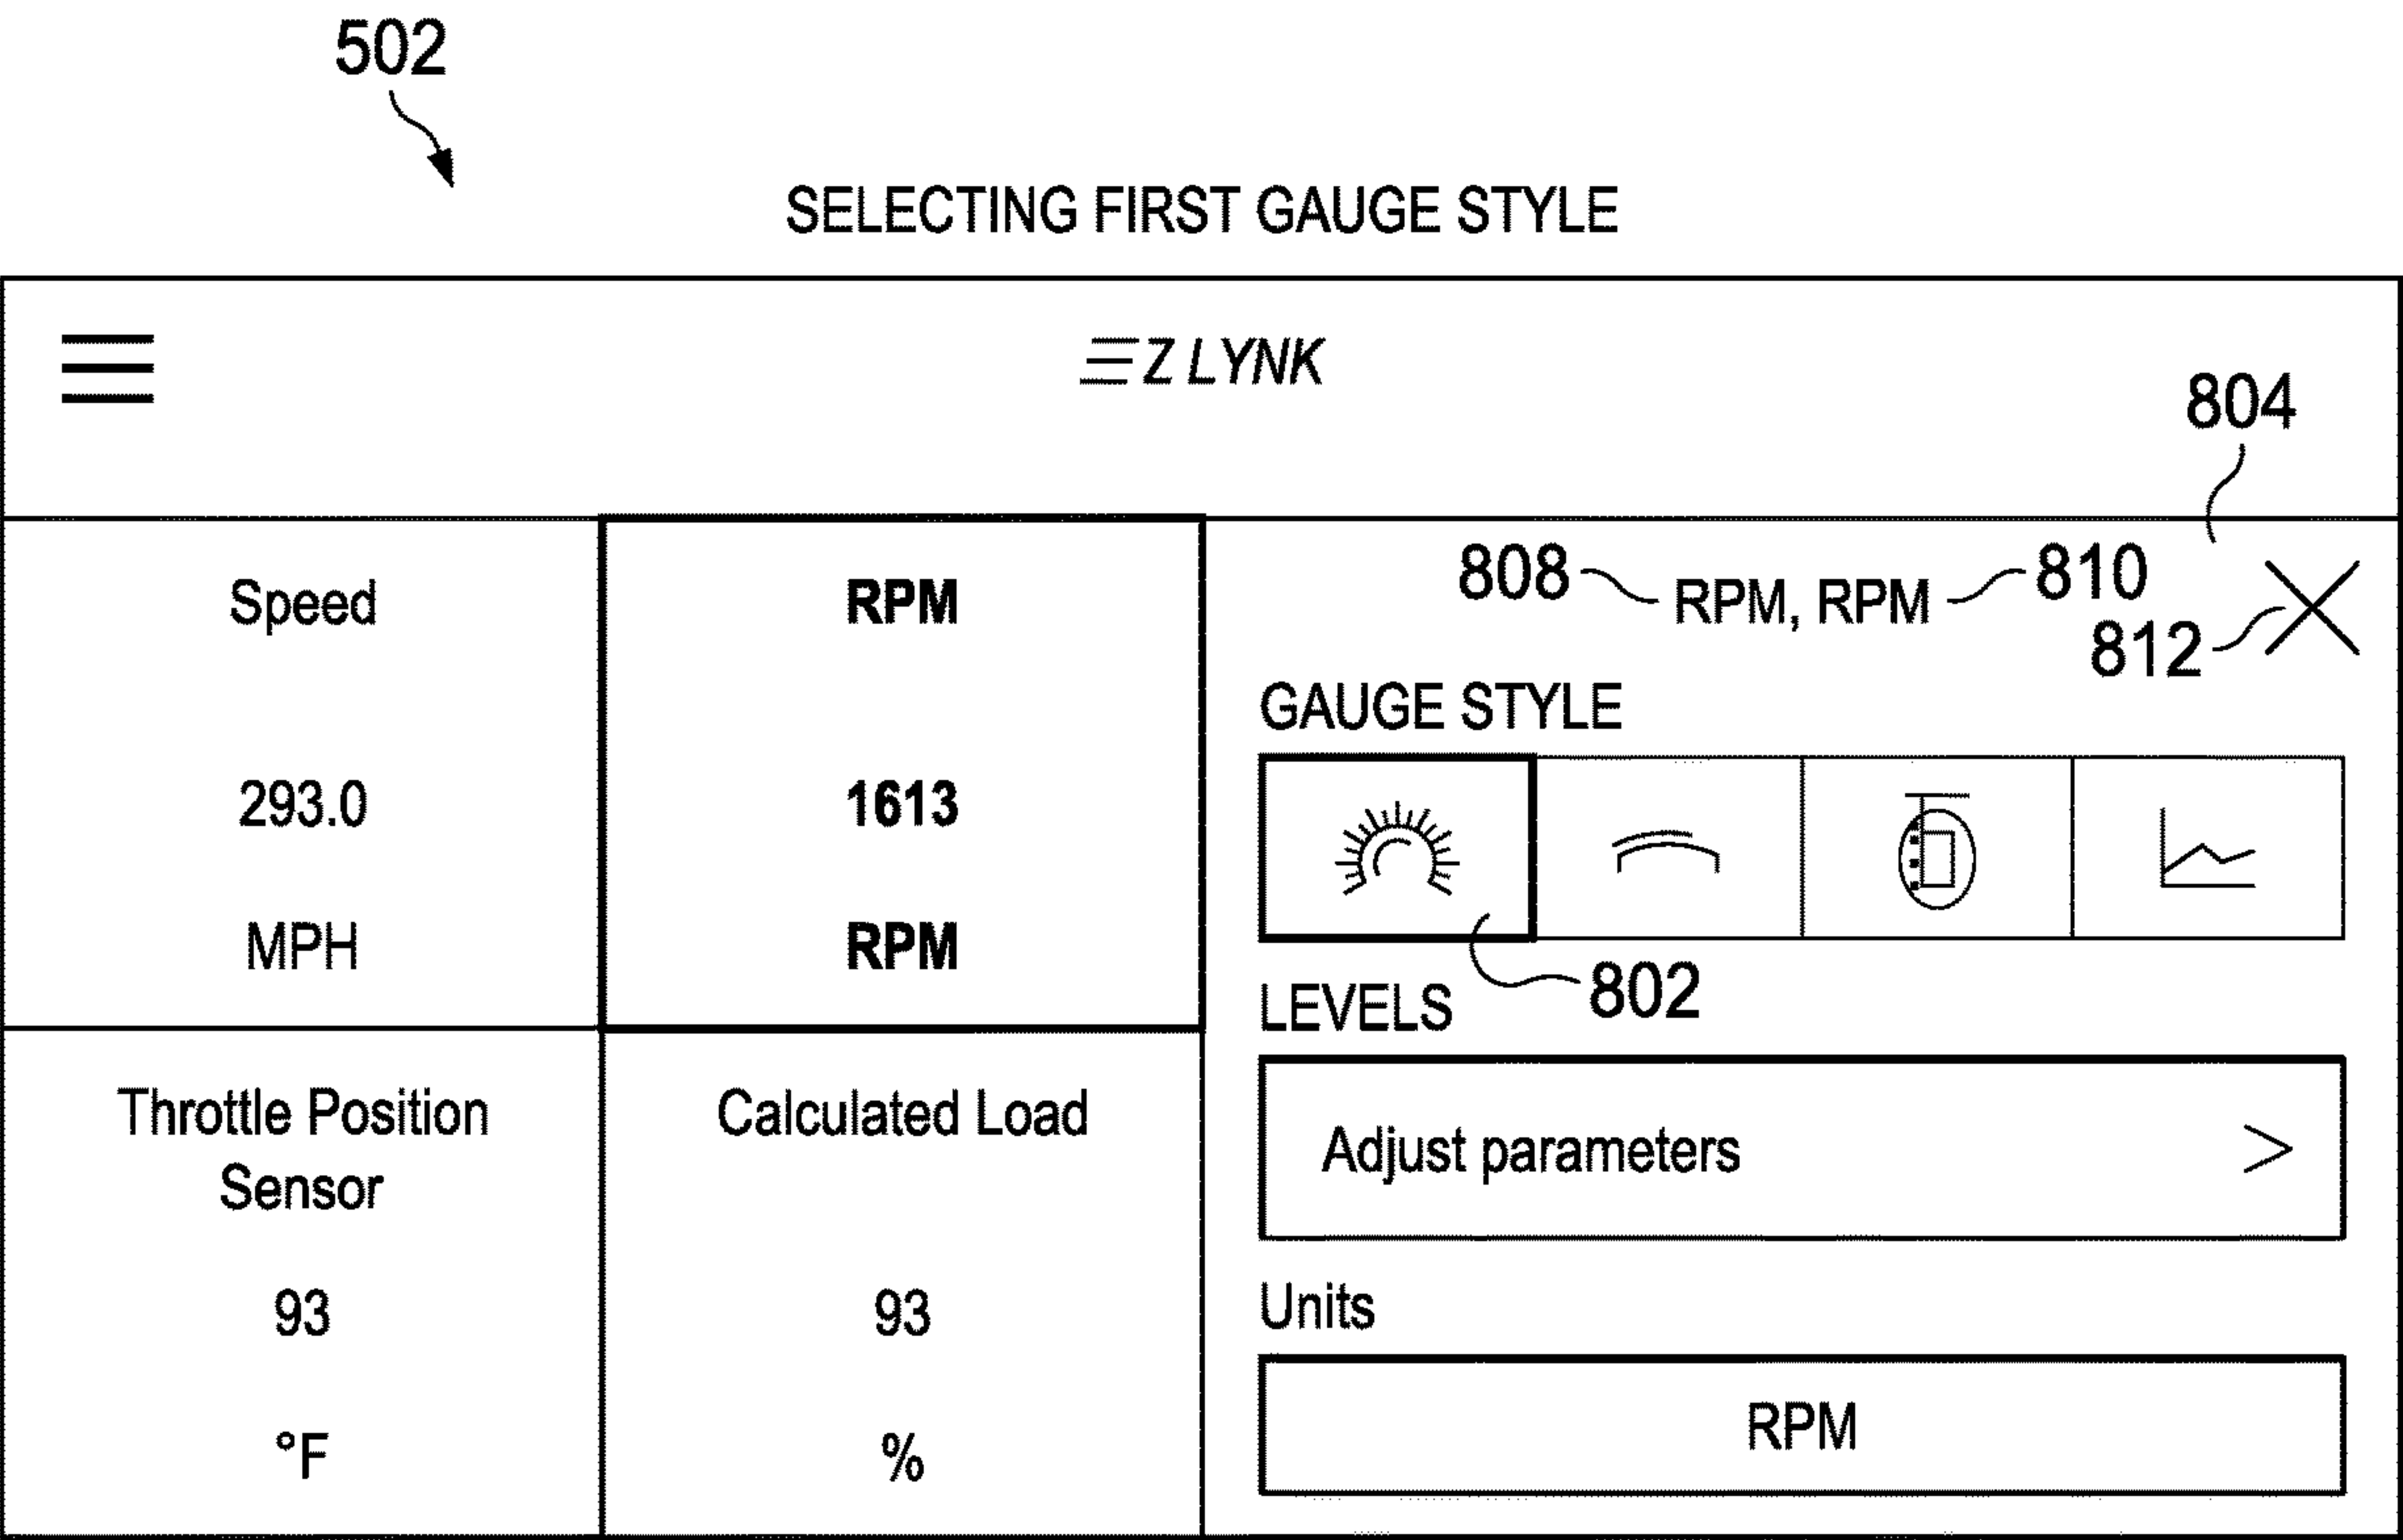 502
SELECTING FIRST GAUGE STYLE
EZ LYNK
804
Speed
293.0
MPH
RPM
1613
RPM
808 RPM, RPM 810
812
GAUGE STYLE
802
LEVELS
Adjust parameters >
Units
RPM
Throttle Position
Sensor
93
°F
Calculated Load
93
%